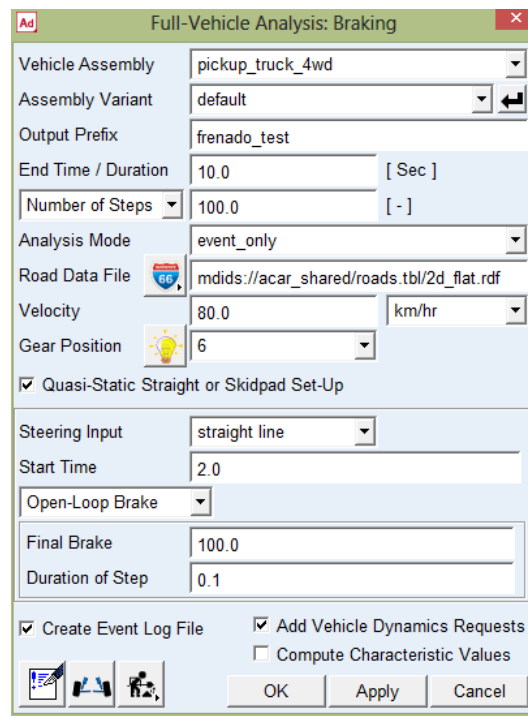 Ad Full-Vehicle Analysis: Braking ×
Vehicle Assembly pickup_truck_4wd
Assembly Variant default
Output Prefix frenado_test
End Time / Duration 10.0 [ Sec ]
Number of Steps 100.0 [ - ]
Analysis Mode event_only
Road Data File 66 mdids://acar_shared/roads.tbl/2d_flat.rdf
Velocity 80.0 km/hr
Gear Position 6
Quasi-Static Straight or Skidpad Set-Up
Steering Input straight line
Start Time 2.0
Open-Loop Brake
Final Brake 100.0
Duration of Step 0.1
Create Event Log File Add Vehicle Dynamics Requests
Compute Characteristic Values
OK Apply Cancel